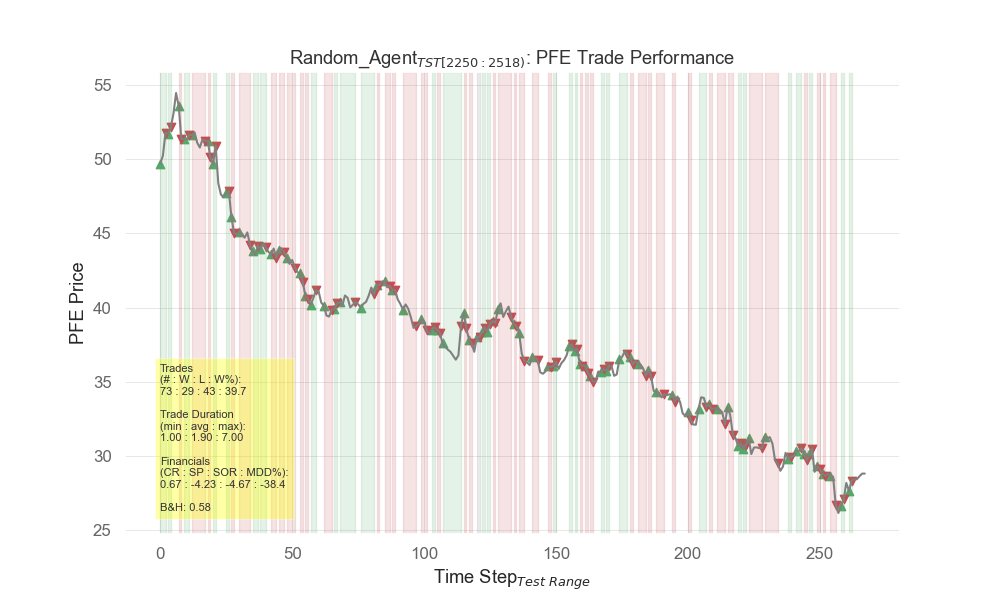 Random_Agent TST[2250 : 2518) : PFE Trade Performance
55
50
45
40
35
30
25
PFE Price
Trades
(# : W : L : W%):
73 : 29 : 43 : 39.7
Trade Duration
(min : avg : max):
1.00 : 1.90 : 7.00
Financials
(CR : SP : SOR : MDD%):
0.67 : -4.23 : -4.67 : -38.4
B&H: 0.58
0 50 100 150 200 250
Time Step Test Range